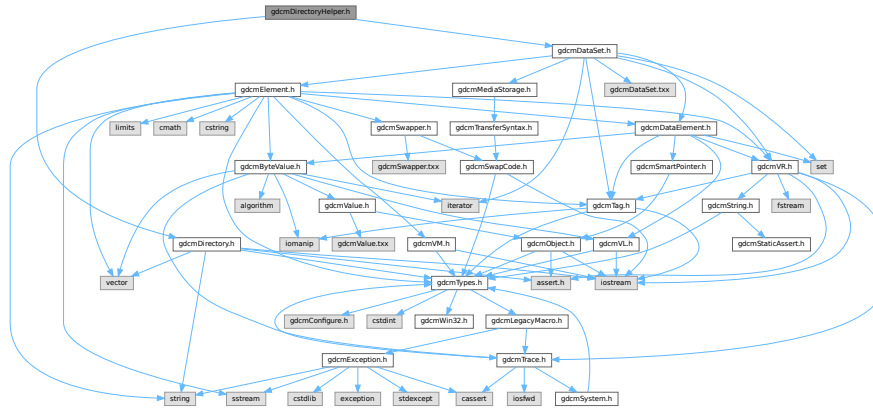 gdcmDirectoryHelper.h
gdcmDataSet.h
gdcmElement.h
gdcmMediaStorage.h
gdcmDataSet.txx
limits
cmath
cstring
gdcmSwapper.h
gdcmTransferSyntax.h
gdcmDataElement.h
gdcmByteValue.h
gdcmSwapper.txx
gdcmSwapCode.h
gdcmSmartPointer.h
gdcmVR.h
set
algorithm
gdcmValue.h
iterator
gdcmTag.h
gdcmString.h
fstream
gdcmDirectory.h
iomanip
gdcmValue.txx
gdcmVM.h
gdcmObject.h
gdcmVL.h
gdcmStaticAssert.h
vector
gdcmTypes.h
assert.h
iostream
gdcmConfigure.h
cstdint
gdcmWin32.h
gdcmLegacyMacro.h
gdcmException.h
gdcmTrace.h
string
sstream
cstdlib
exception
stdexcept
cassert
iosfwd
gdcmSystem.h